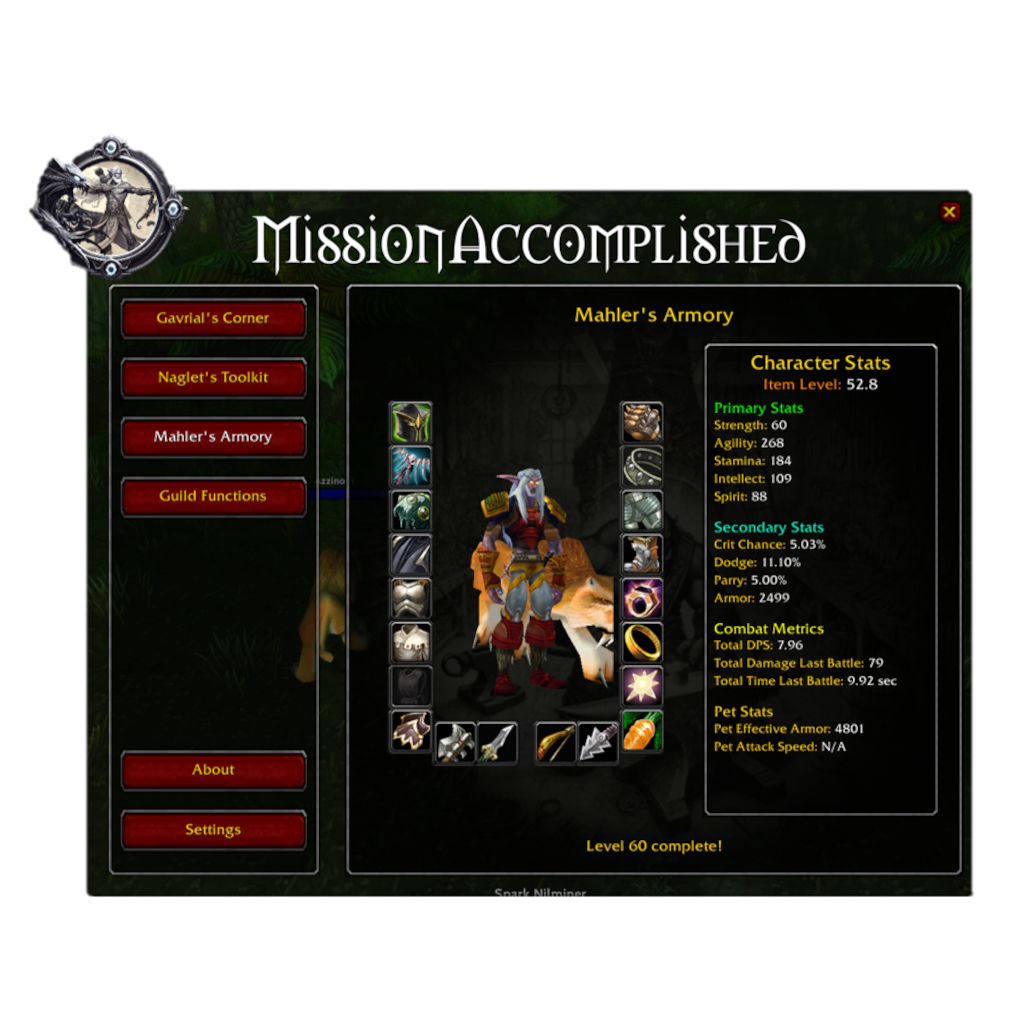 MissionAccomplished
Gavrial's Corner
Naglet's Toolkit
Mahler's Armory
Guild Functions
About
Settings
Mahler's Armory
Character Stats
Item Level: 52.8
Primary Stats
Strength: 60
Agility: 268
Stamina: 184
Intellect: 109
Spirit: 88
Secondary Stats
Crit Chance: 5.03%
Dodge: 11.10%
Parry: 5.00%
Armor: 2499
Combat Metrics
Total DPS: 7.96
Total Damage Last Battle: 79
Total Time Last Battle: 9.92 sec
Pet Stats
Pet Effective Armor: 4801
Pet Attack Speed: N/A
Level 60 complete!
Spark Nilminer